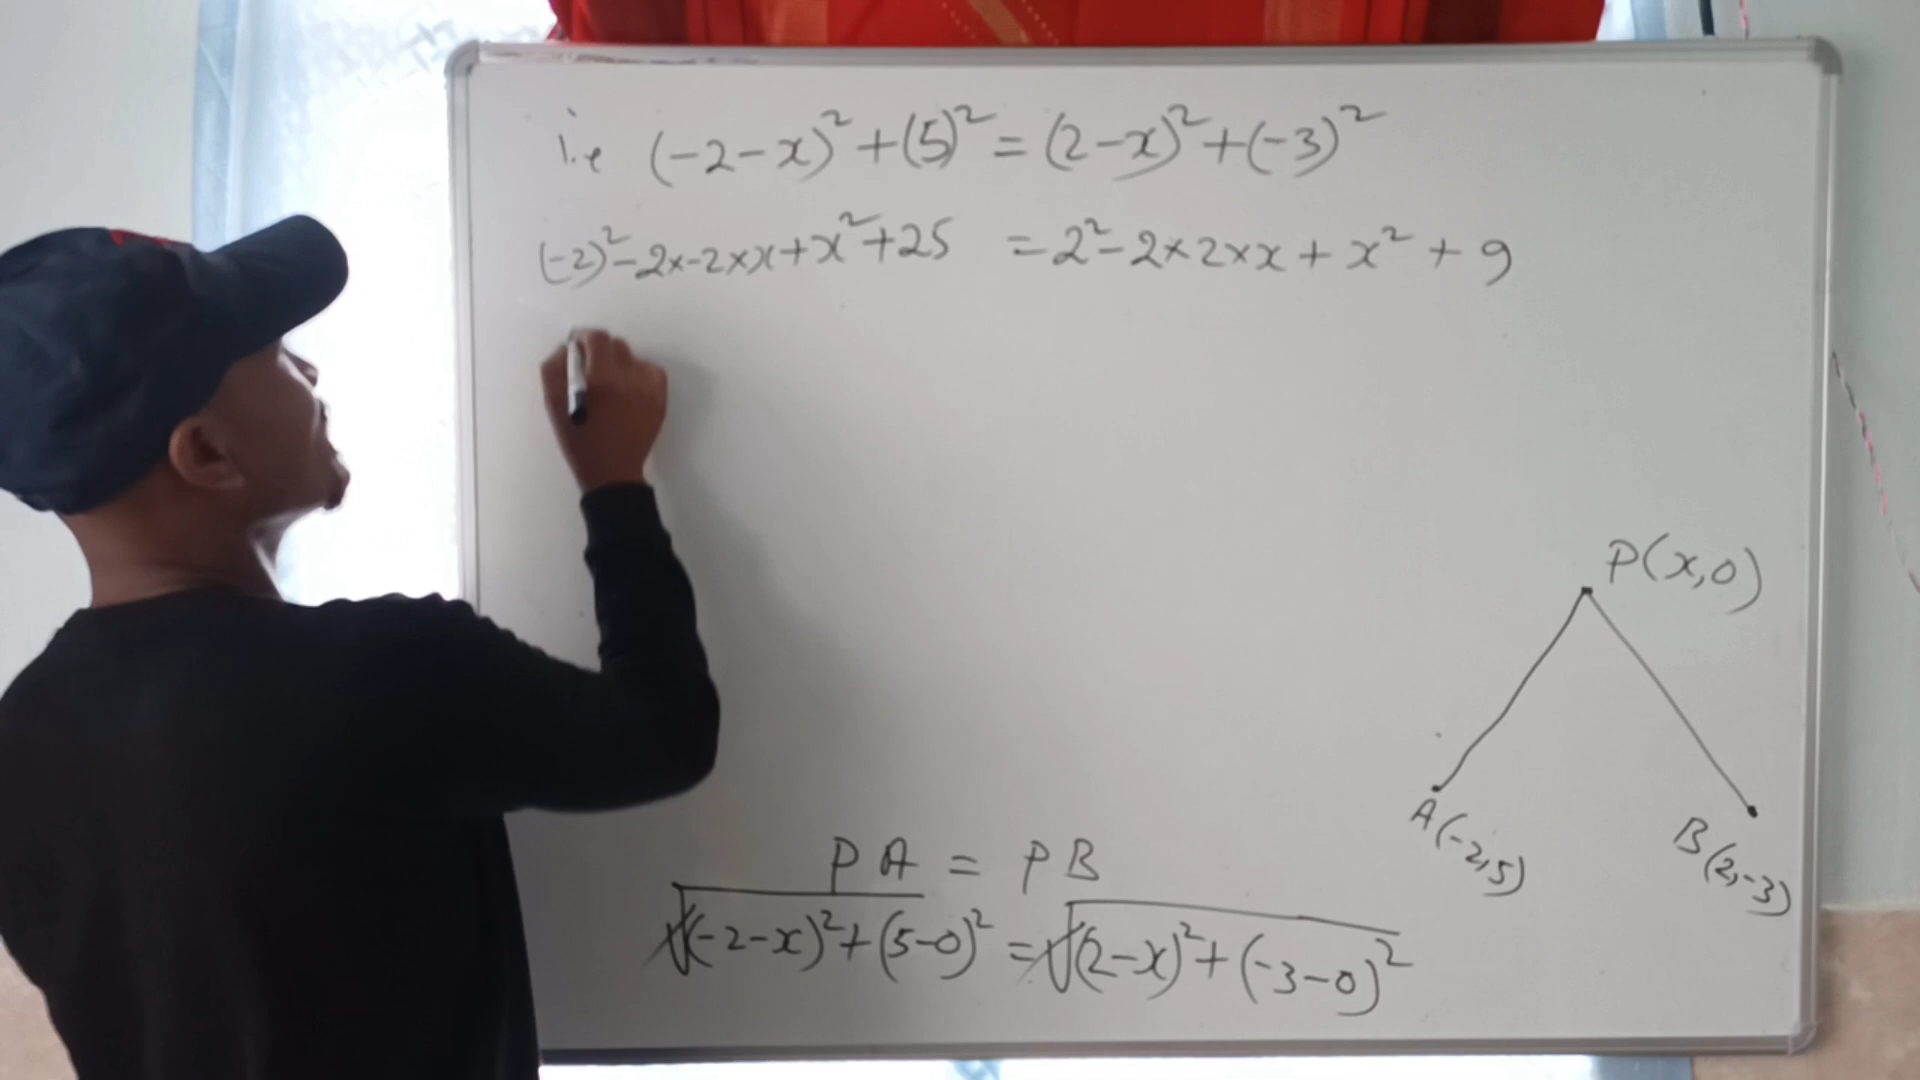 i.e (-2-x)²+(5)²=(2-x)²+(-3)²
(-2)²-2×-2×x+x²+25 =2²-2×2×x+x²+9
P(x,0)
A(-2,5)
B(2,-3)
PA = PB
√(-2-x)²+(5-0)² = √(2-x)²+(-3-0)²